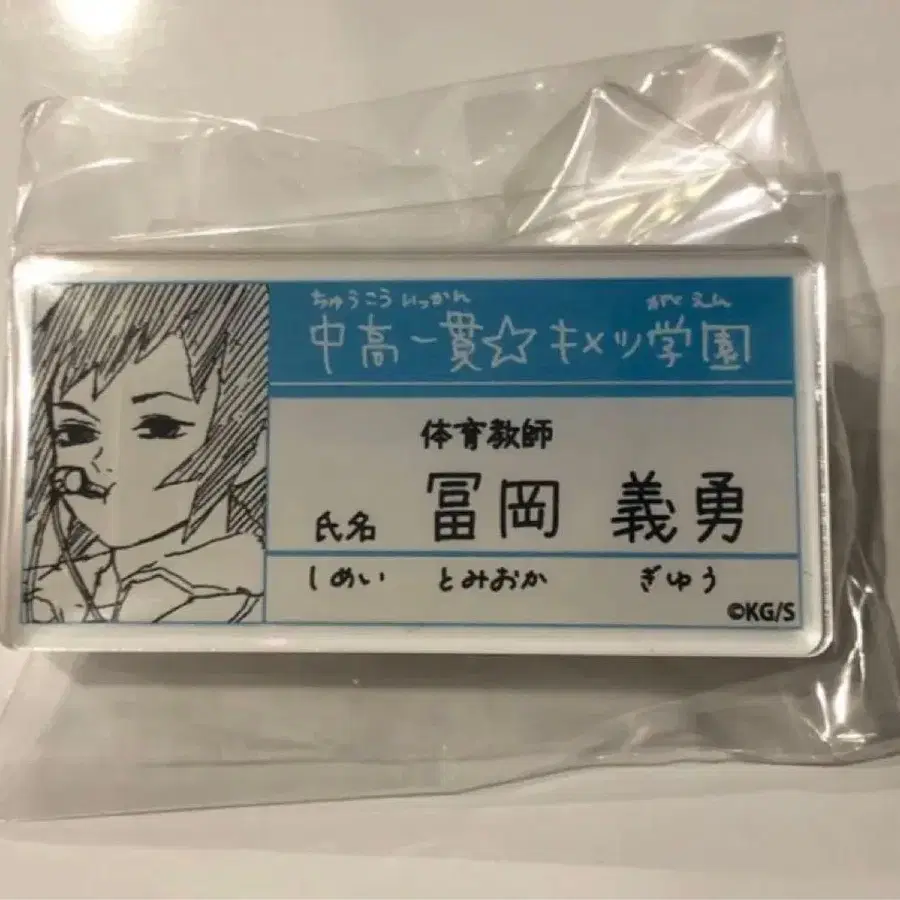 ちゅうこういっかん がくえん
中高一貫☆キメツ学園
体育教師
氏名 冨岡 義勇
しめい とみおか ぎゆう
©KG/S